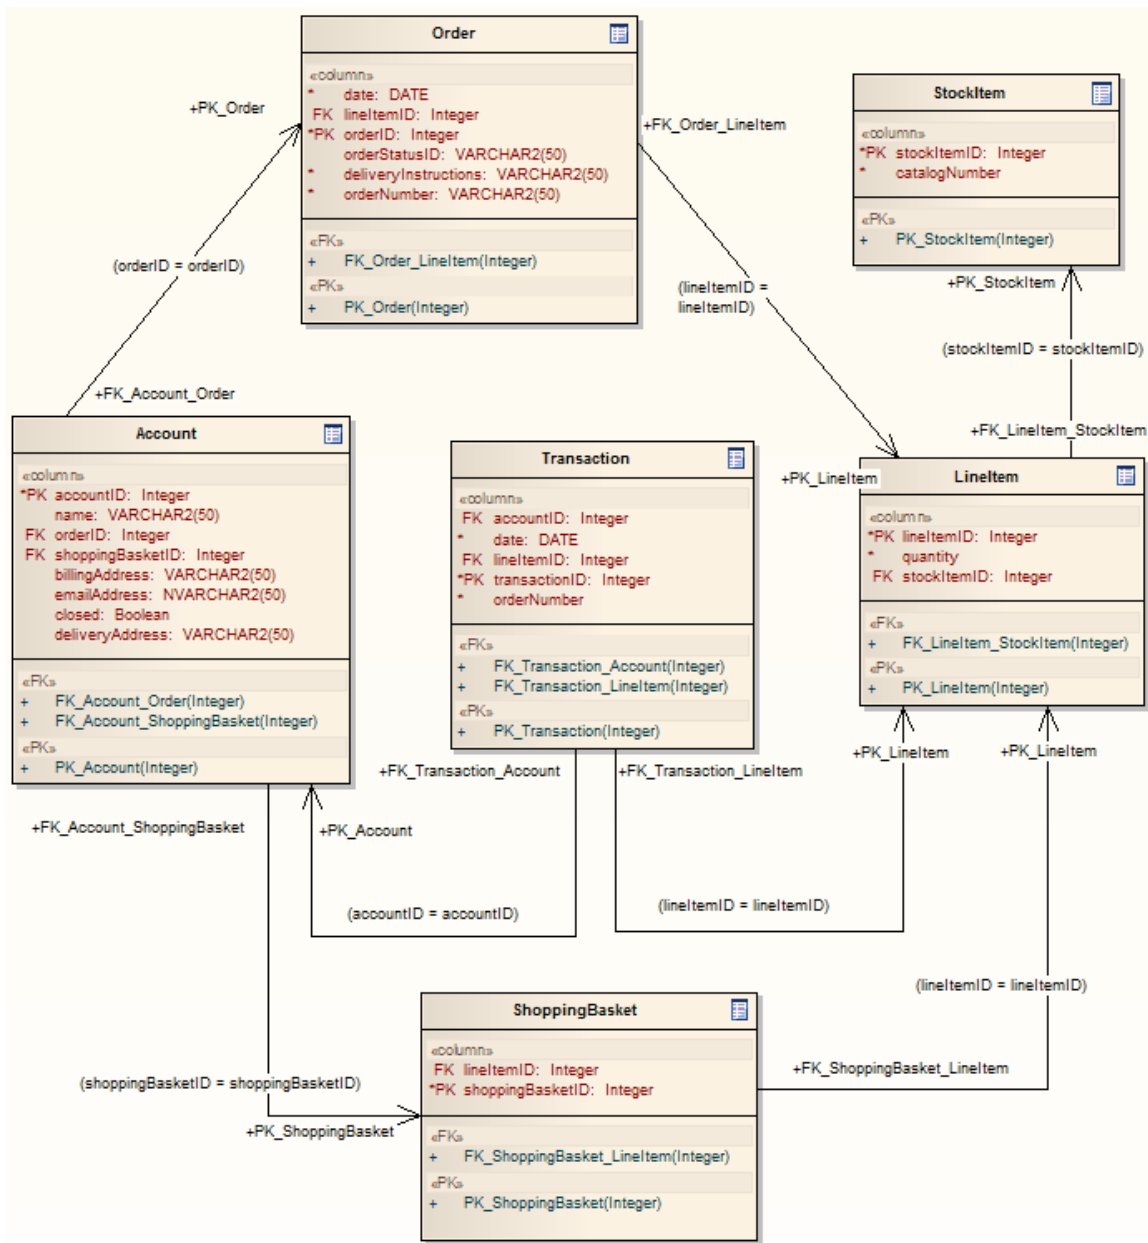 Order
«column»
* date: DATE
FK lineItemID: Integer
*PK orderID: Integer
orderStatusID: VARCHAR2(50)
* deliveryInstructions: VARCHAR2(50)
* orderNumber: VARCHAR2(50)
«FK»
+ FK_Order_LineItem(Integer)
«PK»
+ PK_Order(Integer)
+PK_Order
+FK_Order_LineItem
StockItem
«column»
*PK stockItemID: Integer
* catalogNumber
«PK»
+ PK_StockItem(Integer)
+PK_StockItem
(orderID = orderID)
(lineItemID =
lineItemID)
(stockItemID = stockItemID)
+FK_Account_Order
+FK_LineItem_StockItem
Account
«column»
*PK accountID: Integer
name: VARCHAR2(50)
FK orderID: Integer
FK shoppingBasketID: Integer
billingAddress: VARCHAR2(50)
emailAddress: NVARCHAR2(50)
closed: Boolean
deliveryAddress: VARCHAR2(50)
«FK»
+ FK_Account_Order(Integer)
+ FK_Account_ShoppingBasket(Integer)
«PK»
+ PK_Account(Integer)
Transaction
«column»
FK accountID: Integer
* date: DATE
FK lineItemID: Integer
*PK transactionID: Integer
* orderNumber
«FK»
+ FK_Transaction_Account(Integer)
+ FK_Transaction_LineItem(Integer)
«PK»
+ PK_Transaction(Integer)
+PK_LineItem
LineItem
«column»
*PK lineItemID: Integer
* quantity
FK stockItemID: Integer
«FK»
+ FK_LineItem_StockItem(Integer)
«PK»
+ PK_LineItem(Integer)
+FK_Transaction_Account
+FK_Transaction_LineItem
+PK_LineItem
+PK_LineItem
+FK_Account_ShoppingBasket
+PK_Account
(accountID = accountID)
(lineItemID = lineItemID)
(lineItemID = lineItemID)
ShoppingBasket
«column»
FK lineItemID: Integer
*PK shoppingBasketID: Integer
«FK»
+ FK_ShoppingBasket_LineItem(Integer)
«PK»
+ PK_ShoppingBasket(Integer)
+FK_ShoppingBasket_LineItem
(shoppingBasketID = shoppingBasketID)
+PK_ShoppingBasket